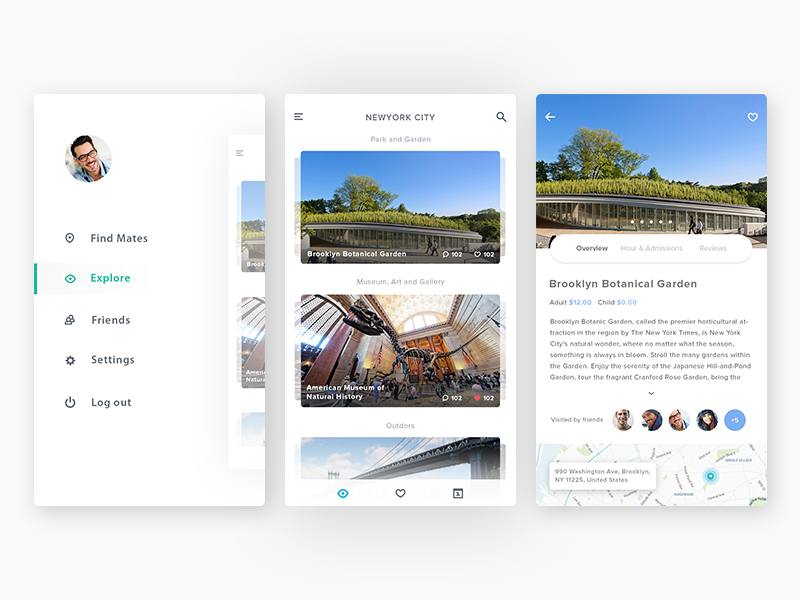 Find Mates
Explore
Friends
Settings
Log out
NEWYORK CITY
Park and Garden
Brooklyn Botanical Garden
102
102
Museum, Art and Gallery
American Museum of
Natural History
102
102
Outdors
Overview
Hour & Admissions
Reviews
Brooklyn Botanical Garden
Adult $12.00 Child $0.00
Brooklyn Botanic Garden, called the premier horticultural at-
traction in the region by The New York Times, is New York
City's natural wonder, where no matter what the season,
something is always in bloom. Stroll the many gardens within
the Garden. Enjoy the serenity of the Japanese Hill-and-Pond
Garden, tour the fragrant Cranford Rose Garden, bring the
Visited by friends
+5
990 Washington Ave, Brooklyn,
NY 11225, United States